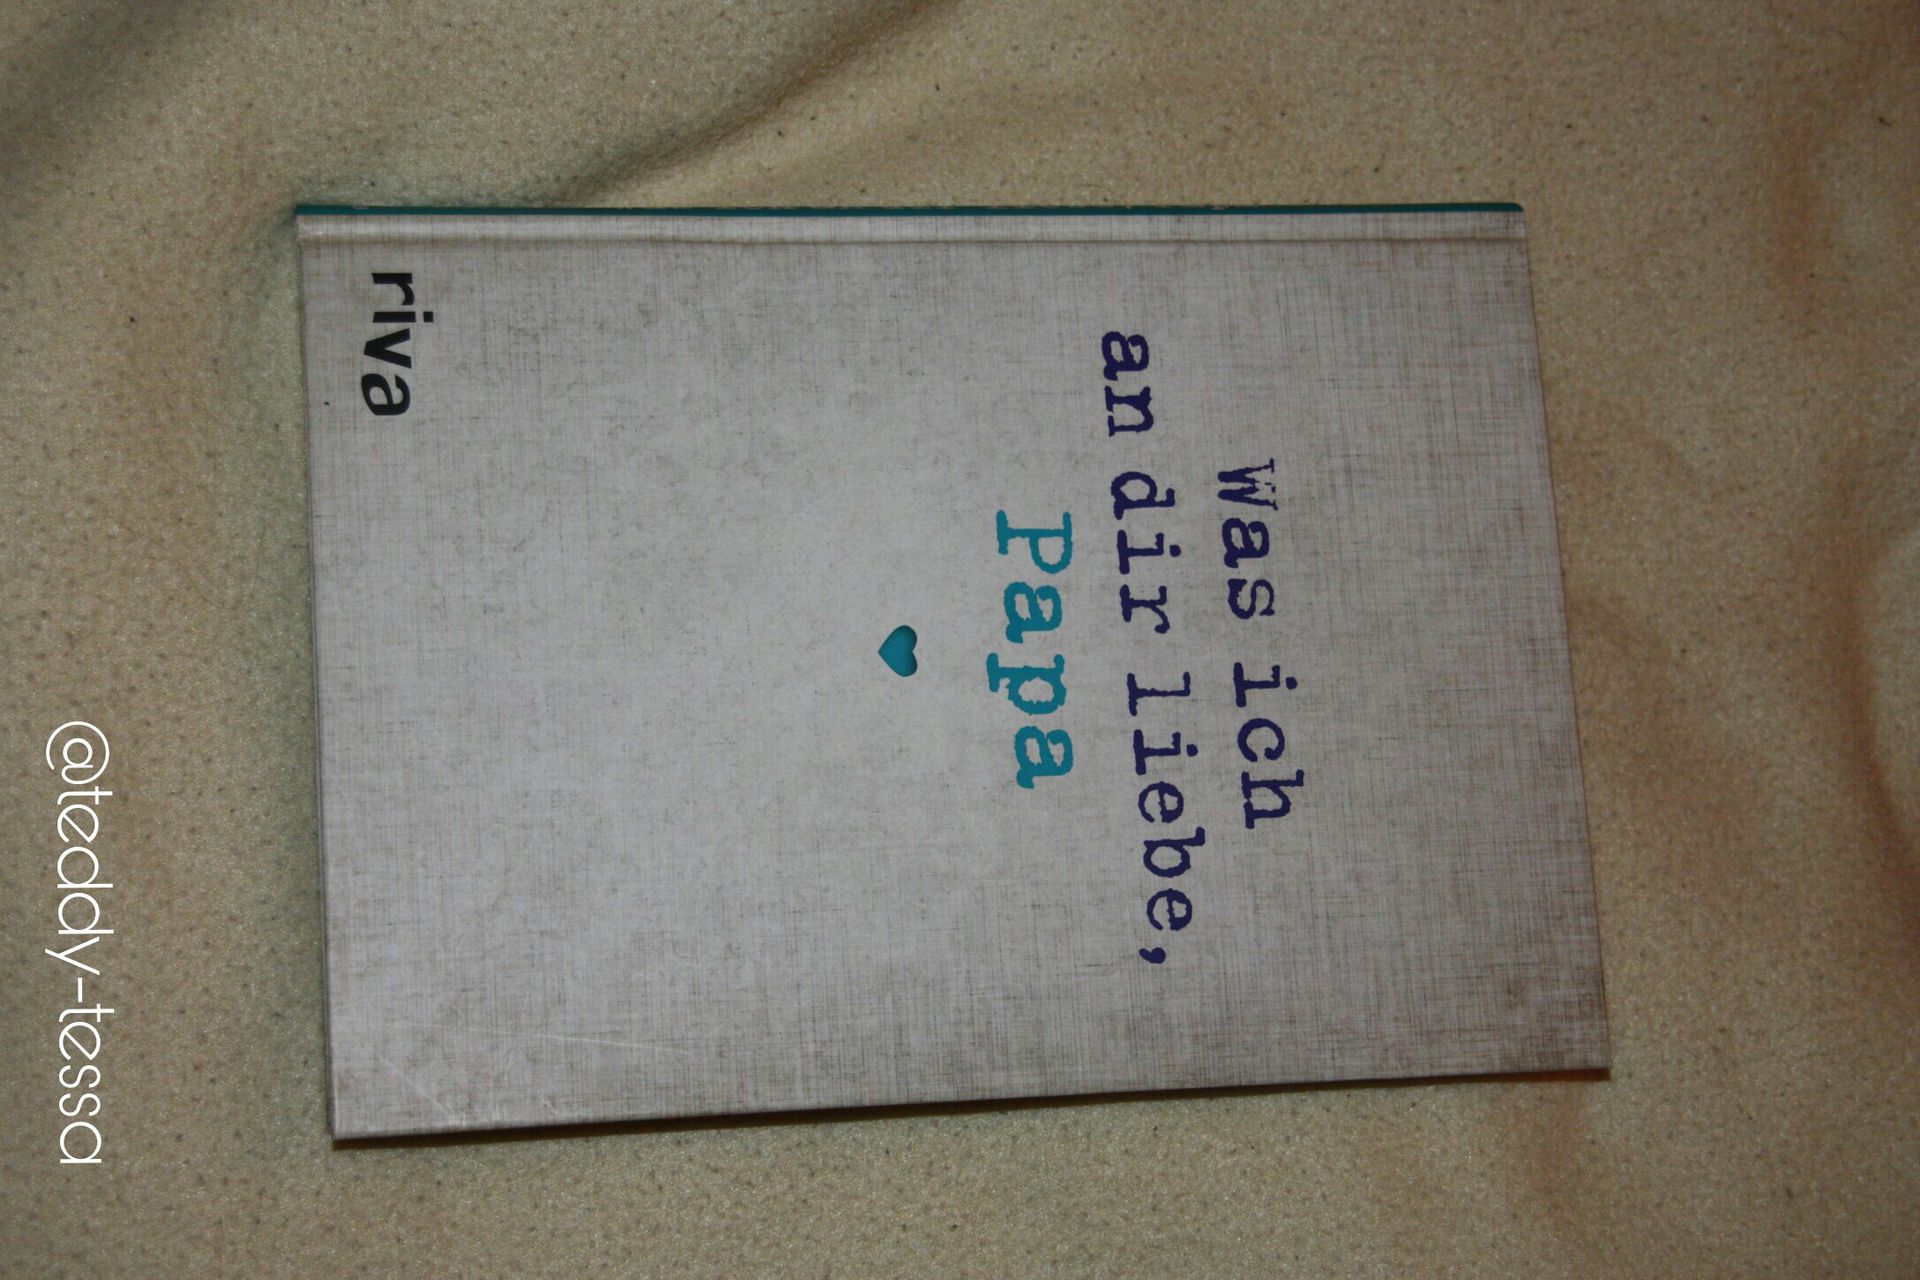 Was ich
an dir liebe,
Papa
riva
@teddy-tessa